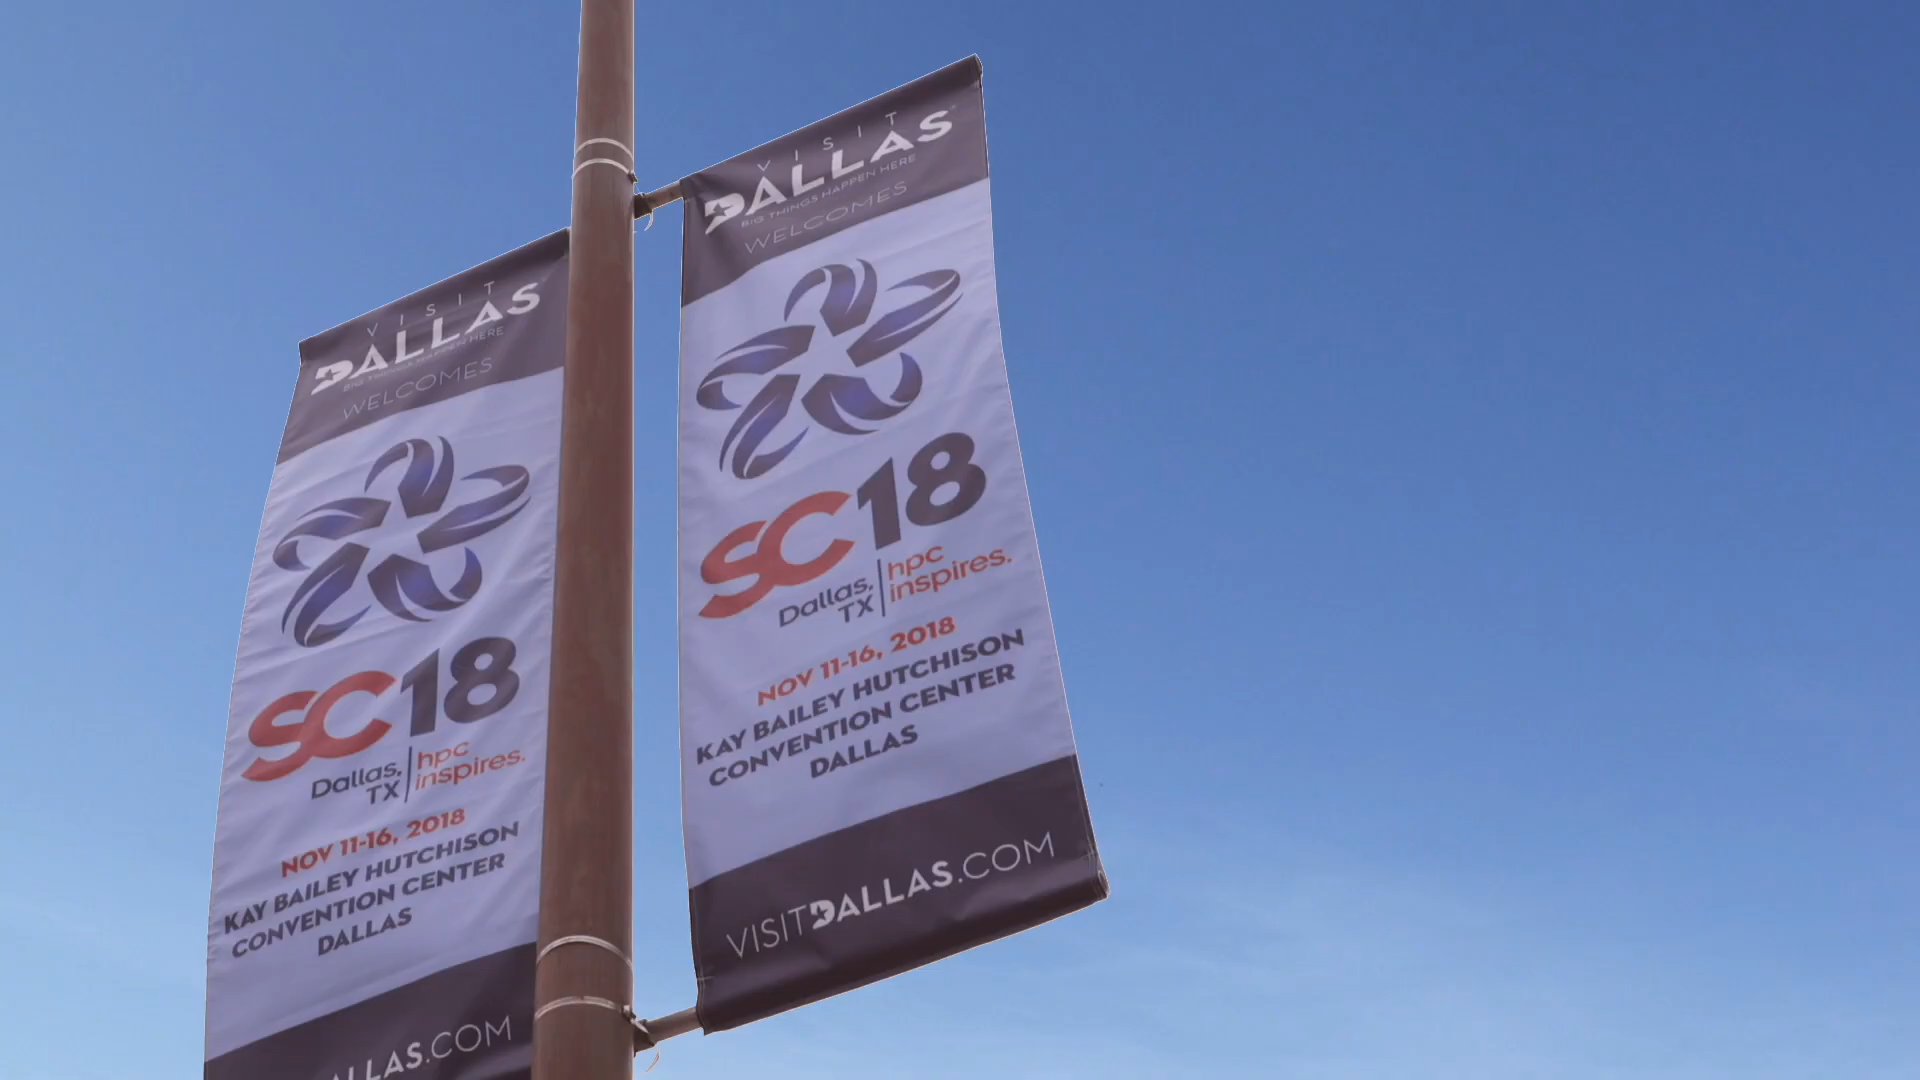 VISIT
DALLAS
BIG THINGS HAPPEN HERE
WELCOMES
SC18
Dallas, TX
hpc inspires.
NOV 11-16, 2018
KAY BAILEY HUTCHISON
CONVENTION CENTER
DALLAS
ALLAS.COM
VISIT
DALLAS
BIG THINGS HAPPEN HERE
WELCOMES
SC18
Dallas, TX
hpc inspires.
NOV 11-16, 2018
KAY BAILEY HUTCHISON
CONVENTION CENTER
DALLAS
VISITDALLAS.COM